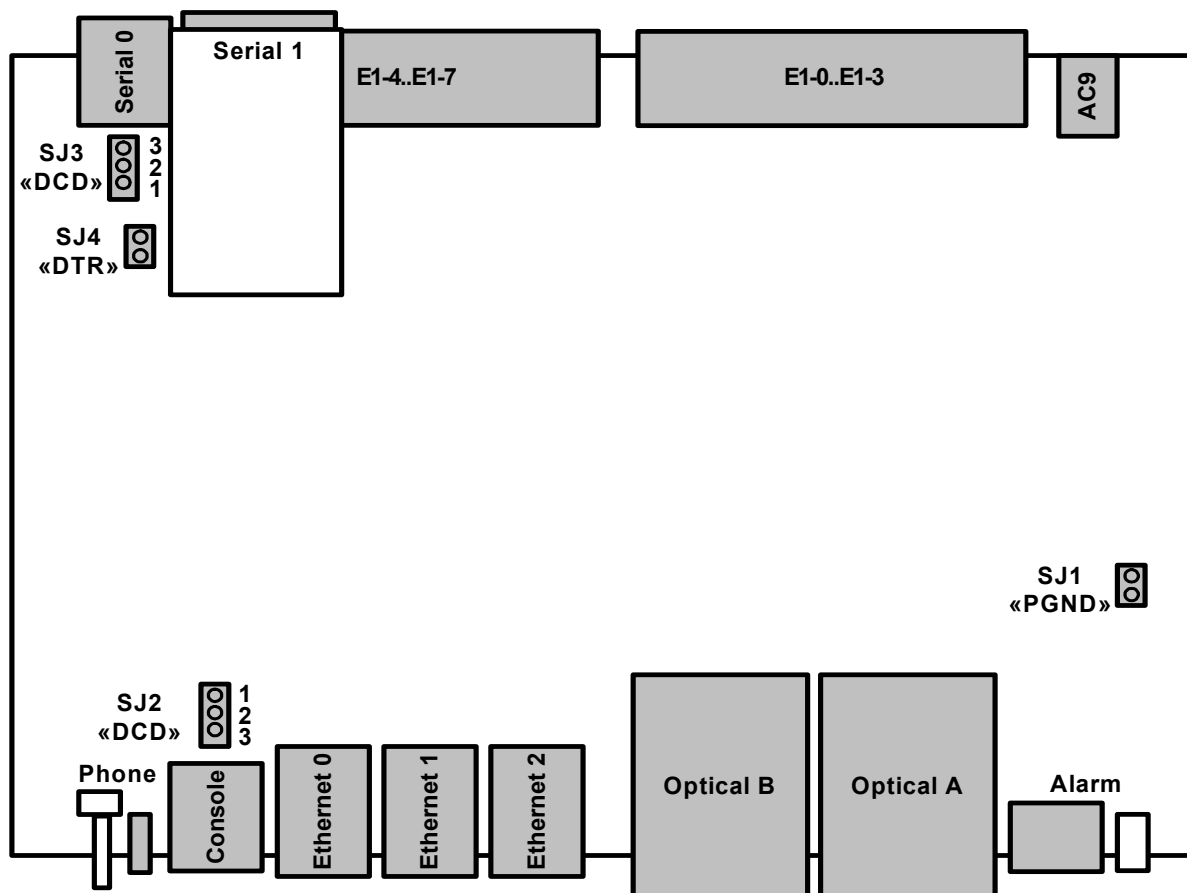 Serial 0
Serial 1
E1-4..E1-7
E1-0..E1-3
AC9
SJ3
«DCD»
3
2
1
SJ4
«DTR»
SJ1
«PGND»
SJ2
«DCD»
1
2
3
Phone
Console
Ethernet 0
Ethernet 1
Ethernet 2
Optical B
Optical A
Alarm